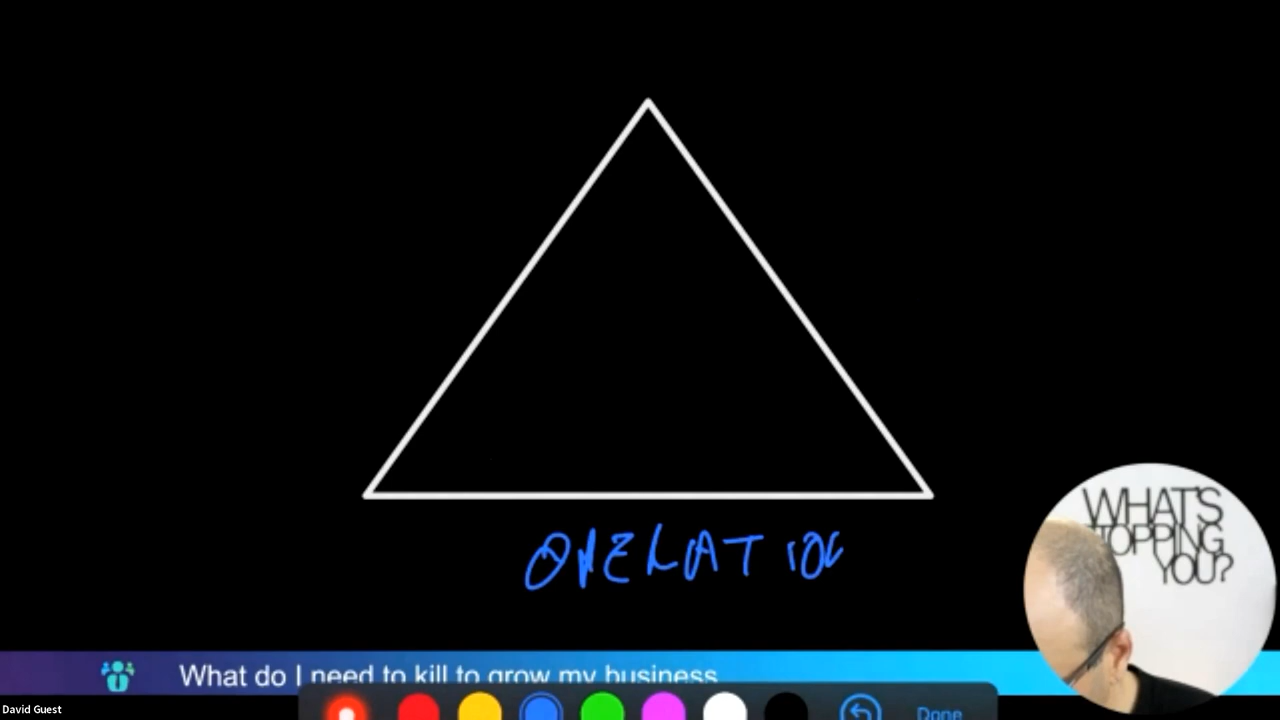 OPERATION
WHAT'S
STOPPING
YOU?
What do I need to kill to grow my business
David Guest
Done